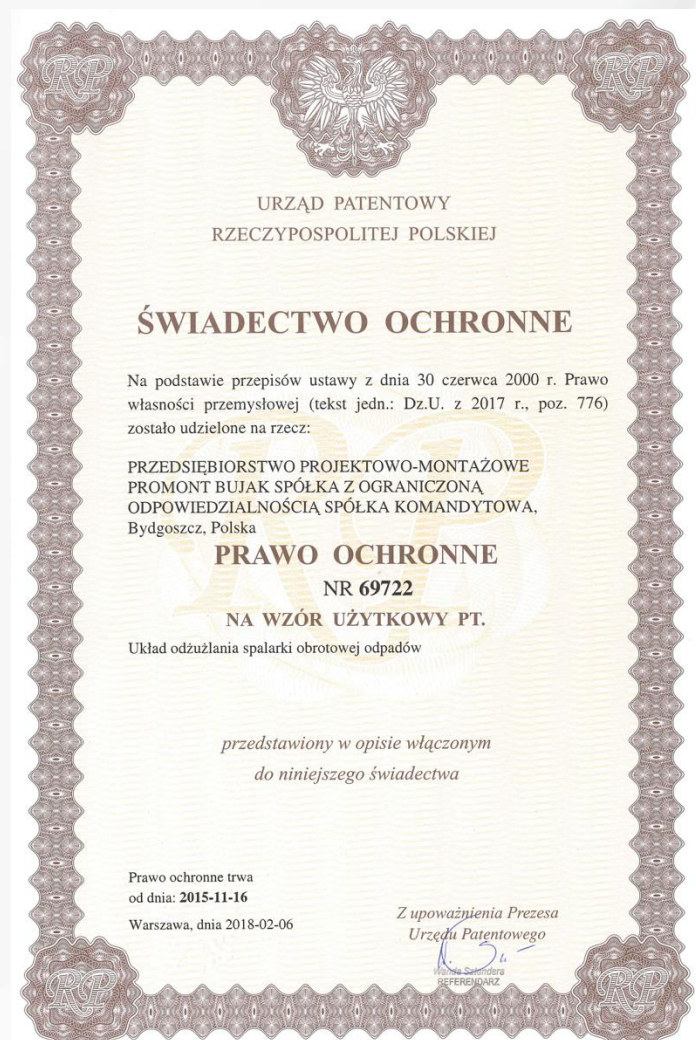 URZĄD PATENTOWY
RZECZYPOSPOLITEJ POLSKIEJ
ŚWIADECTWO OCHRONNE
Na podstawie przepisów ustawy z dnia 30 czerwca 2000 r. Prawo
własności przemysłowej (tekst jedn.: Dz.U. z 2017 r., poz. 776)
zostało udzielone na rzecz:
PRZEDSIĘBIORSTWO PROJEKTOWO-MONTAŻOWE
PROMONT BUJAK SPÓŁKA Z OGRANICZONĄ
ODPOWIEDZIALNOŚCIĄ SPÓŁKA KOMANDYTOWA,
Bydgoszcz, Polska
PRAWO OCHRONNE
NR 69722
NA WZÓR UŻYTKOWY PT.
Układ odżużlania spalarki obrotowej odpadów
przedstawiony w opisie włączonym
do niniejszego świadectwa
Prawo ochronne trwa
od dnia: 2015-11-16
Warszawa, dnia 2018-02-06
Z upoważnienia Prezesa
Urzędu Patentowego
REFERENDARZ